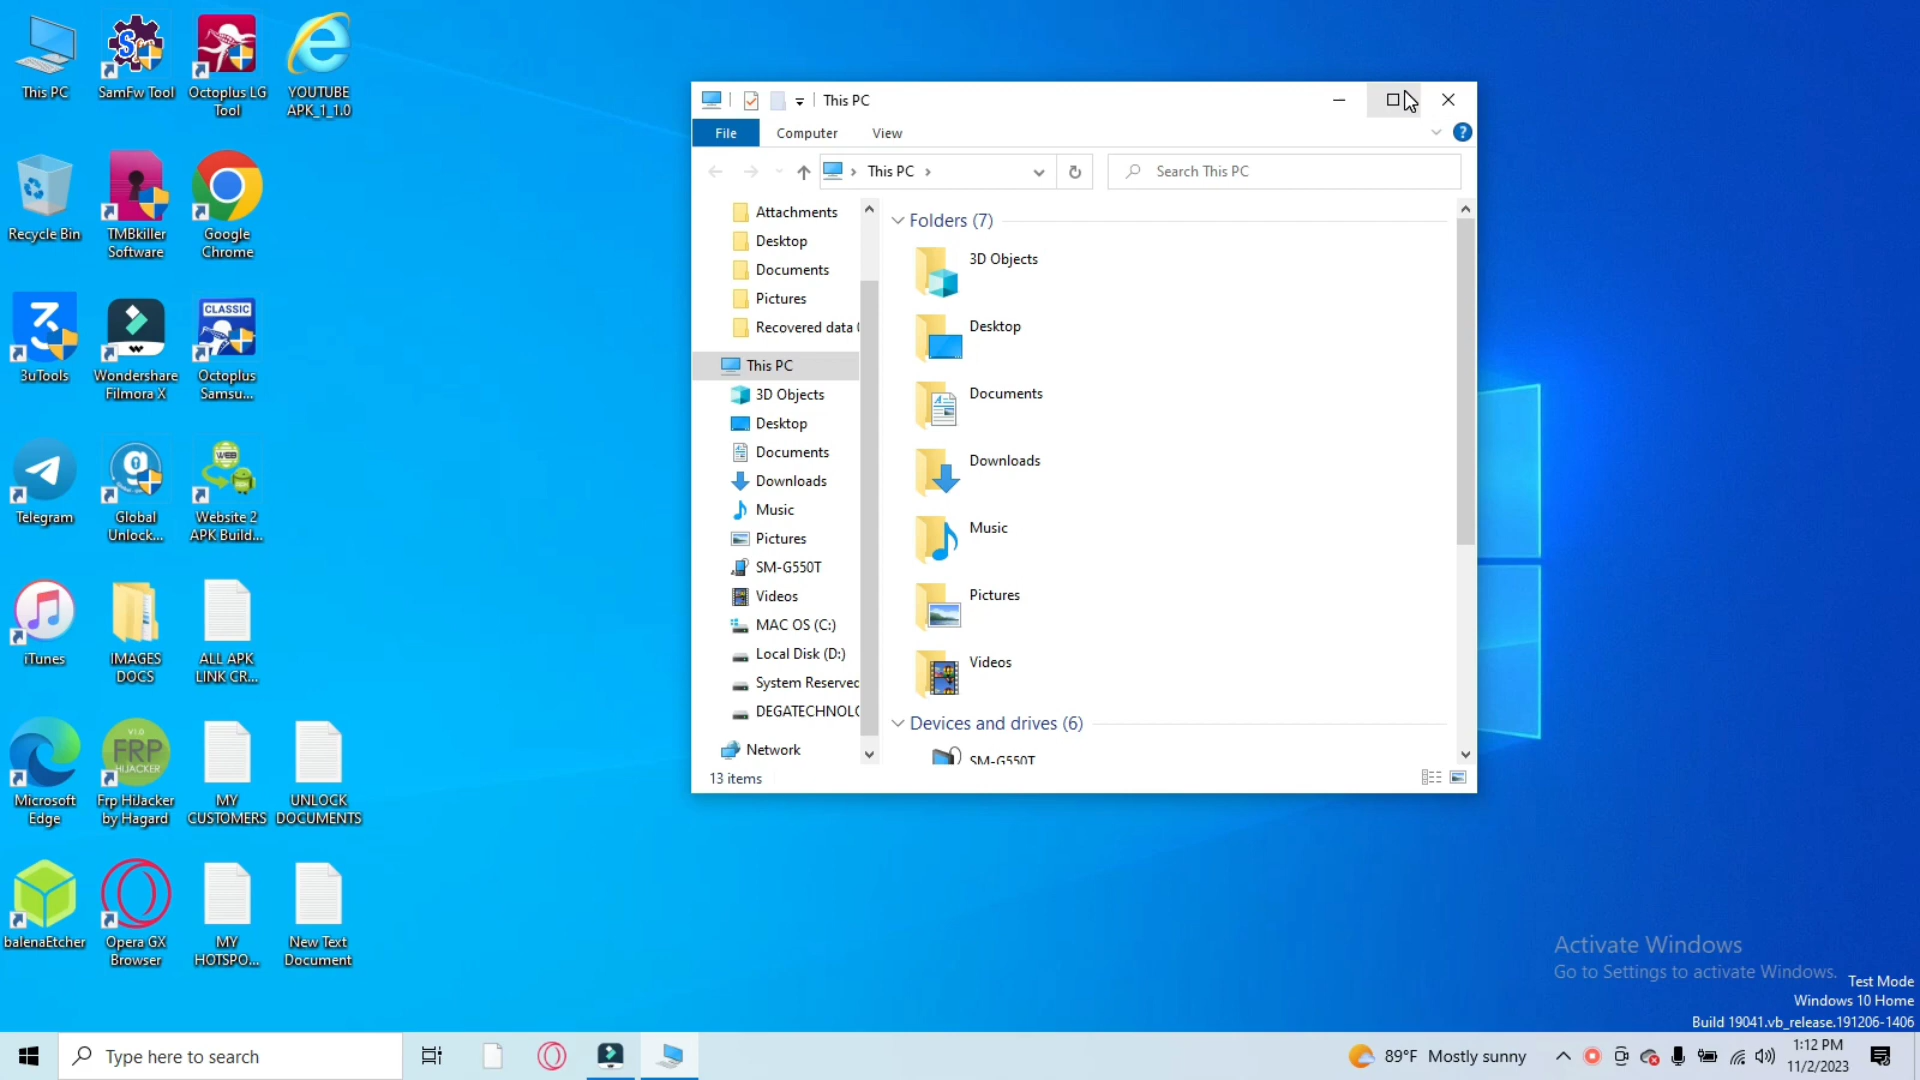 This PC
SamFw Tool
Octoplus LG
Tool
YOUTUBE
APK_1_1.0
Recycle Bin
TMBkiller
Software
Google
Chrome
3uTools
Wondershare
Filmora X
CLASSIC
Octoplus
Samsu...
Telegram
Global
Unlock...
WEB
Website 2
APK Build...
iTunes
IMAGES
DOCS
ALL APK
LINK CR...
Microsoft
Edge
V1.0
FRP
HIJACKER
Frp HiJacker
by Hagard
MY
CUSTOMERS
UNLOCK
DOCUMENTS
balenaEtcher
Opera GX
Browser
MY
HOTSPO...
New Text
Document
This PC
File
Computer
View
This PC
Search This PC
Attachments
Desktop
Documents
Pictures
Recovered data (
This PC
3D Objects
Desktop
Documents
Downloads
Music
Pictures
SM-G550T
Videos
MAC OS (C:)
Local Disk (D:)
System Reserved
DEGATECHNOLO
Network
Folders (7)
3D Objects
Desktop
Documents
Downloads
Music
Pictures
Videos
Devices and drives (6)
SM-G550T
13 items
Activate Windows
Go to Settings to activate Windows.
Test Mode
Windows 10 Home
Build 19041.vb_release.191206-1406
Type here to search
89°F Mostly sunny
1:12 PM
11/2/2023